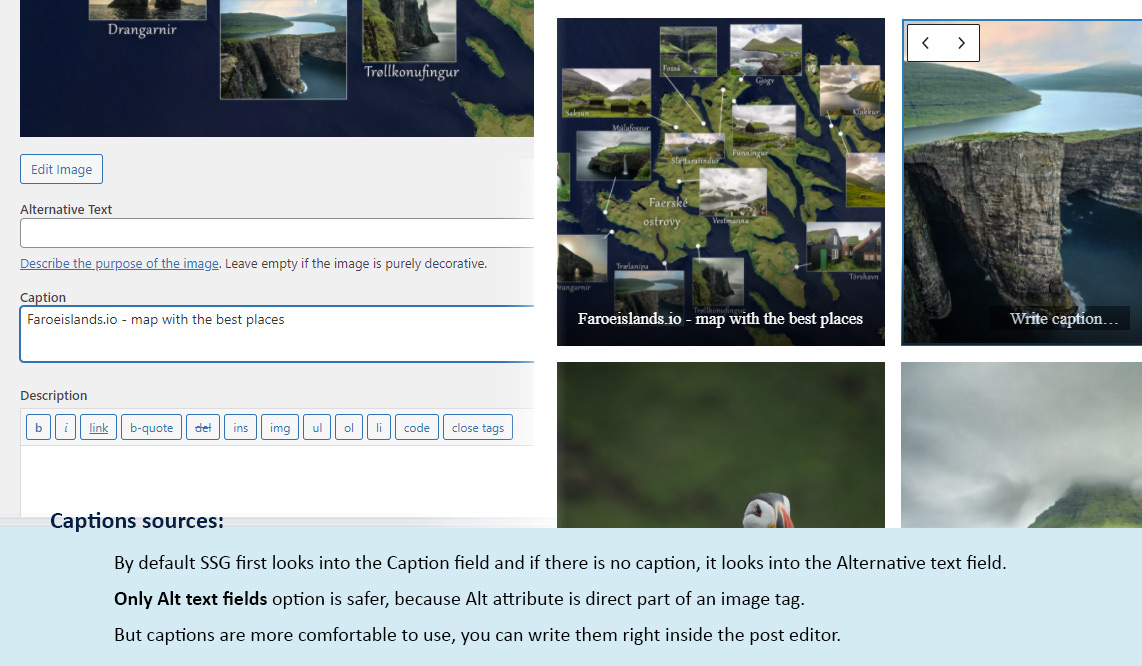 Drangarnir
Trøllkonufingur
Edit Image
Alternative Text
Describe the purpose of the image. Leave empty if the image is purely decorative.
Caption
Faroeislands.io - map with the best places
Description
b
i
link
b-quote
del
ins
img
ul
ol
li
code
close tags
Fossá
Gjógv
Saksun
Klakkur
Múlafossur
Slættaratindur
Funningur
Faerské
ostrovy
Vestmanna
Trælanípa
Drangarnir
Tórshavn
Trøllkonufingur
Faroeislands.io - map with the best places
Write caption...
Captions sources:
By default SSG first looks into the Caption field and if there is no caption, it looks into the Alternative text field.
Only Alt text fields option is safer, because Alt attribute is direct part of an image tag.
But captions are more comfortable to use, you can write them right inside the post editor.